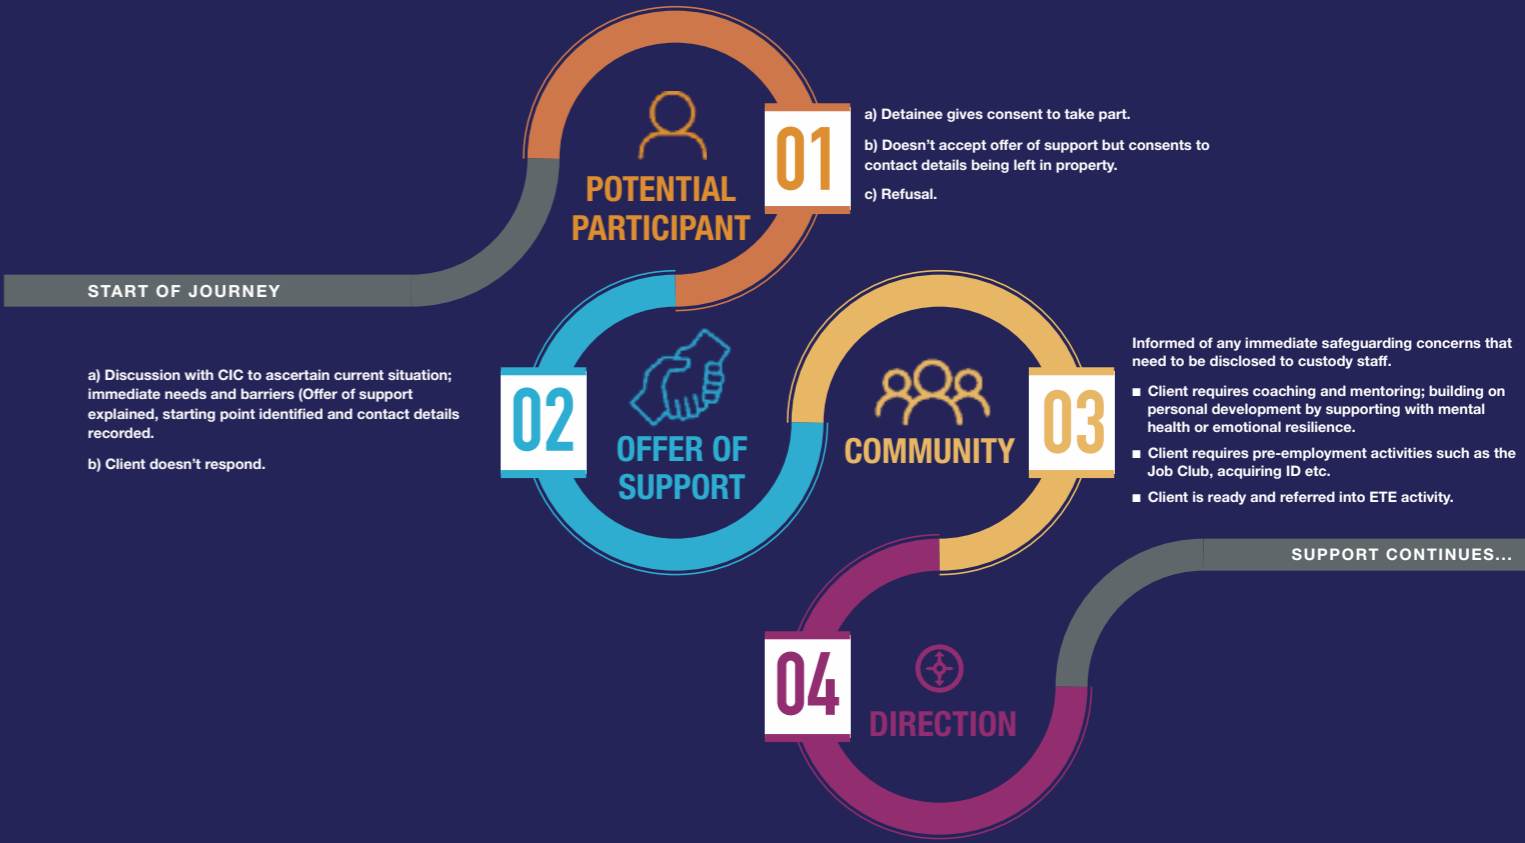 START OF JOURNEY
POTENTIAL
PARTICIPANT
01
a) Detainee gives consent to take part.
b) Doesn’t accept offer of support but consents to
contact details being left in property.
c) Refusal.
02
OFFER OF
SUPPORT
a) Discussion with CIC to ascertain current situation;
immediate needs and barriers (Offer of support
explained, starting point identified and contact details
recorded.
b) Client doesn’t respond.
COMMUNITY
03
Informed of any immediate safeguarding concerns that
need to be disclosed to custody staff.
■ Client requires coaching and mentoring; building on
personal development by supporting with mental
health or emotional resilience.
■ Client requires pre-employment activities such as the
Job Club, acquiring ID etc.
■ Client is ready and referred into ETE activity.
04
DIRECTION
SUPPORT CONTINUES...